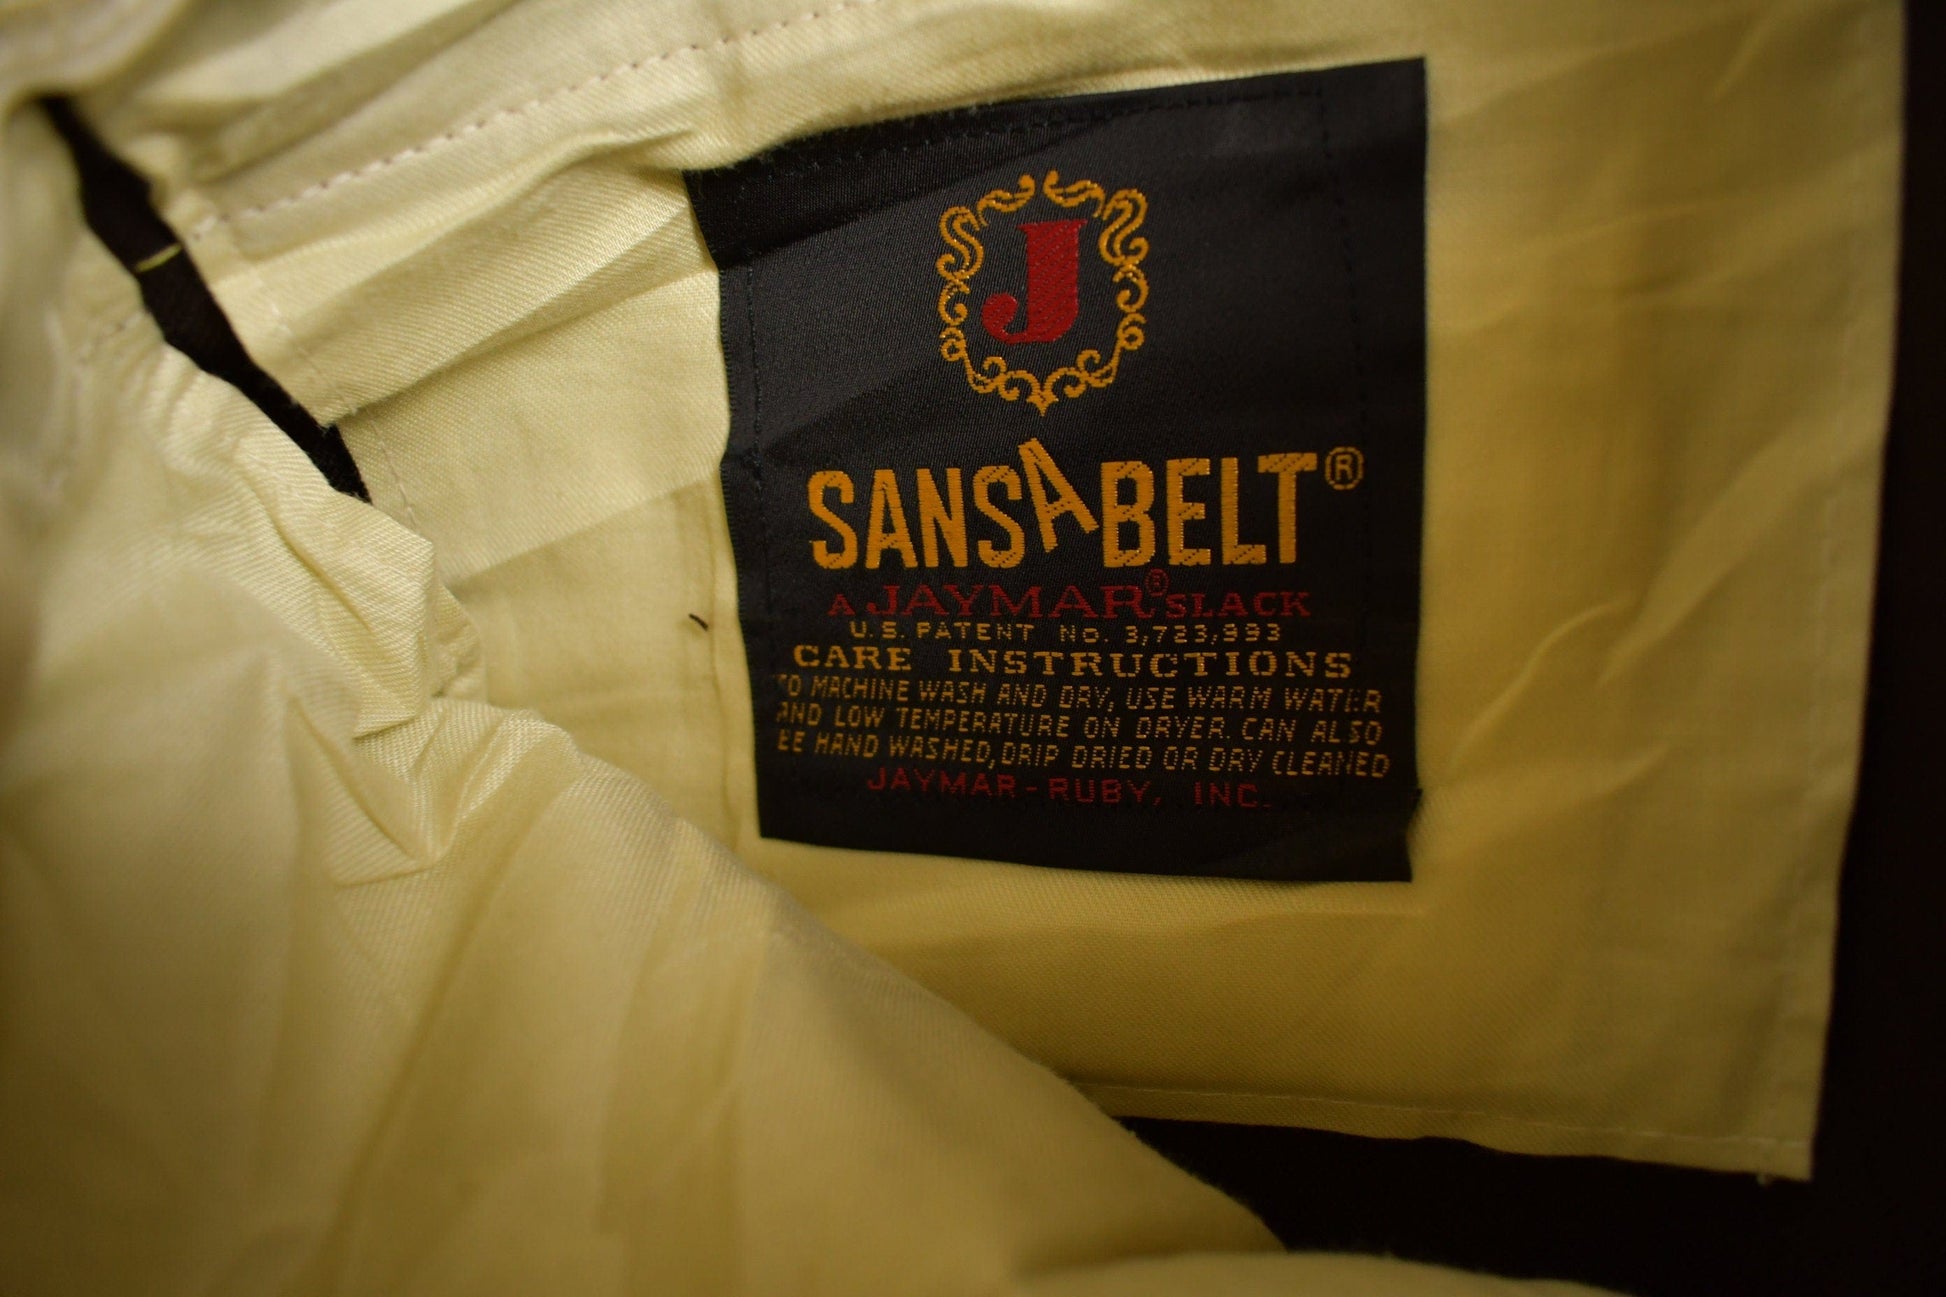 J
SANSABELT®
A JAYMAR® SLACK
U.S. PATENT NO. 3,723,993
CARE INSTRUCTIONS
TO MACHINE WASH AND DRY, USE WARM WATER
AND LOW TEMPERATURE ON DRYER. CAN ALSO
BE HAND WASHED, DRIP DRIED OR DRY CLEANED
JAYMAR-RUBY, INC.